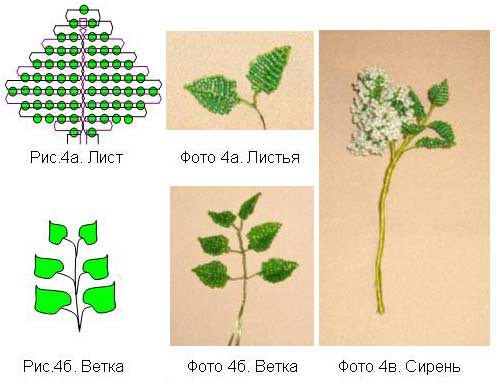 Рис.4а. Лист
Фото 4а. Листья
Рис.4б. Ветка
Фото 4б. Ветка
Фото 4в. Сирень